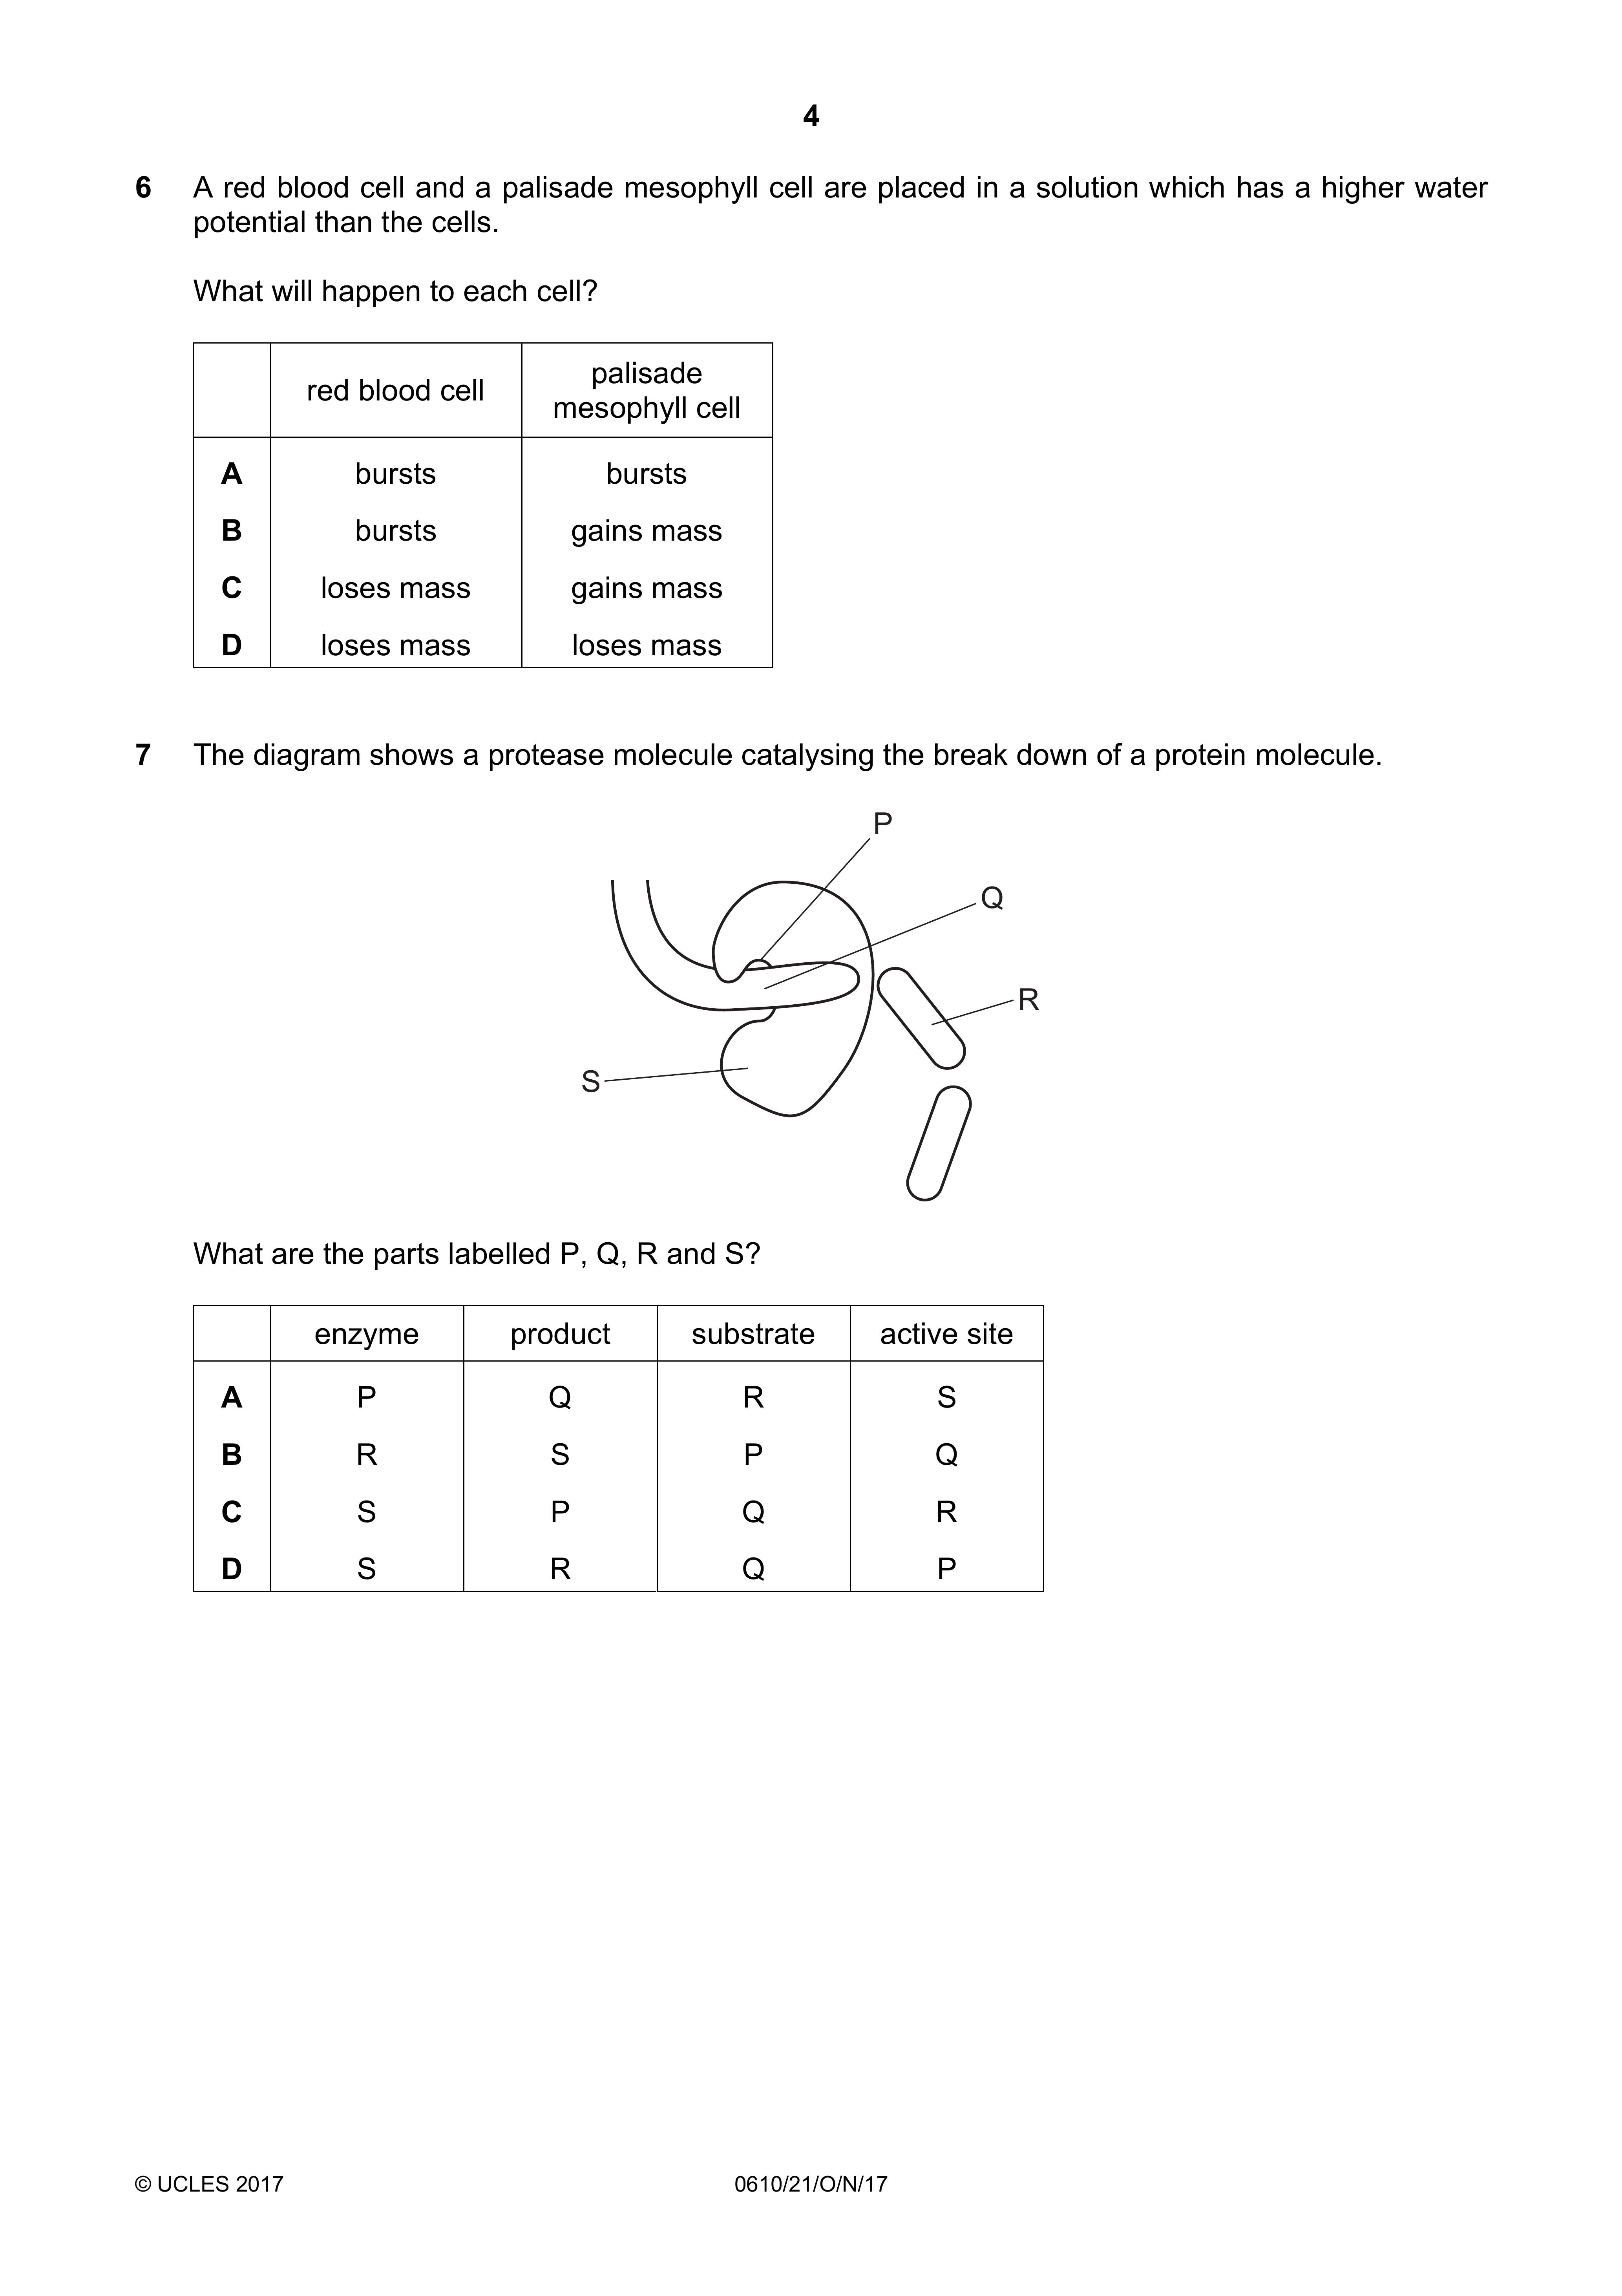 4
6 A red blood cell and a palisade mesophyll cell are placed in a solution which has a higher water
potential than the cells.
What will happen to each cell?
red blood cell palisade
mesophyll cell
A bursts bursts
B bursts gains mass
C loses mass gains mass
D loses mass loses mass
7 The diagram shows a protease molecule catalysing the break down of a protein molecule.
P
Q
R
S
What are the parts labelled P, Q, R and S?
enzyme product substrate active site
A P Q R S
B R S P Q
C S P Q R
D S R Q P
© UCLES 2017 0610/21/O/N/17